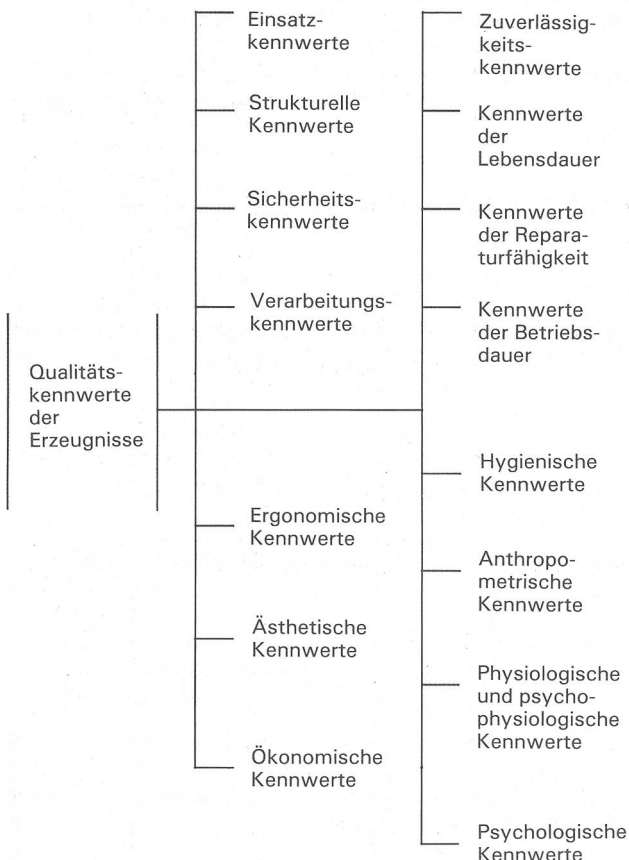 Qualitäts-
kennwerte
der
Erzeugnisse
Einsatz-
kennwerte
Strukturelle
Kennwerte
Sicherheits-
kennwerte
Verarbeitungs-
kennwerte
Ergonomische
Kennwerte
Ästhetische
Kennwerte
Ökonomische
Kennwerte
Zuverlässig-
keits-
kennwerte
Kennwerte
der
Lebensdauer
Kennwerte
der Repara-
turfähigkeit
Kennwerte
der Betriebs-
dauer
Hygienische
Kennwerte
Anthropo-
metrische
Kennwerte
Physiologische
und psycho-
physiologische
Kennwerte
Psychologische
Kennwerte